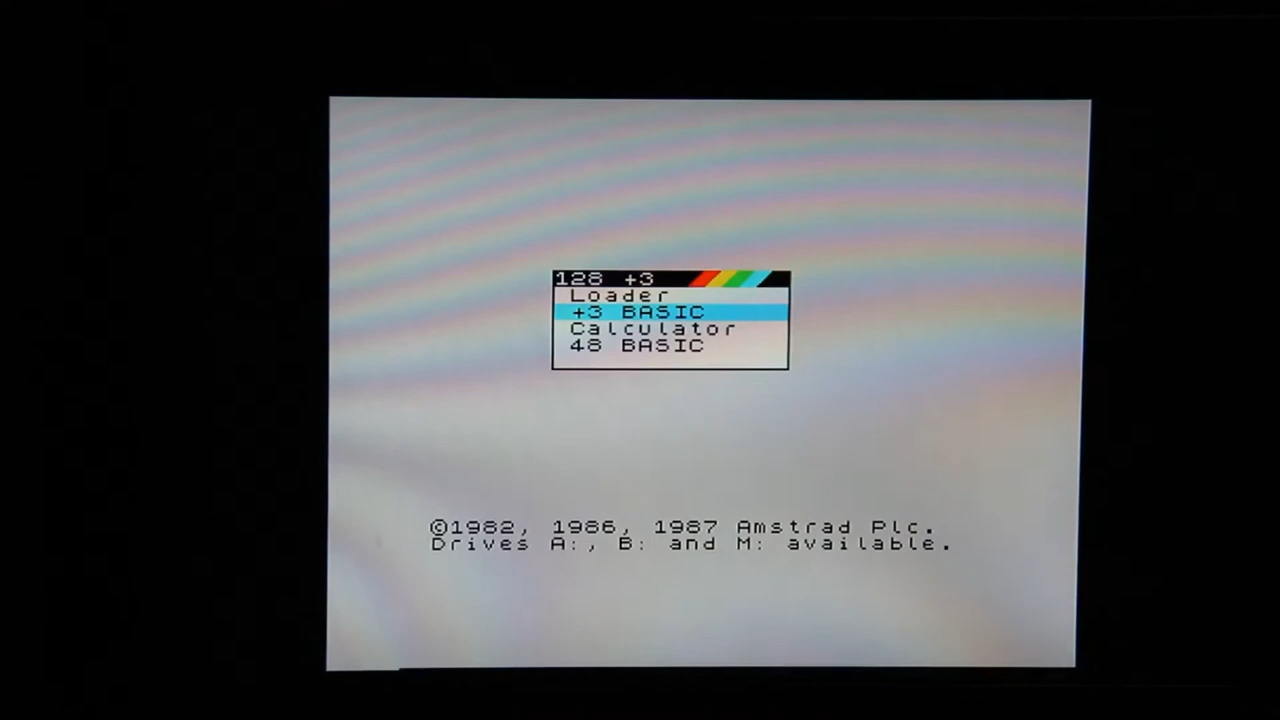 128 +3
Loader
+3 BASIC
Calculator
48 BASIC
©1982, 1986, 1987 Amstrad Plc.
Drives A:, B: and M: available.